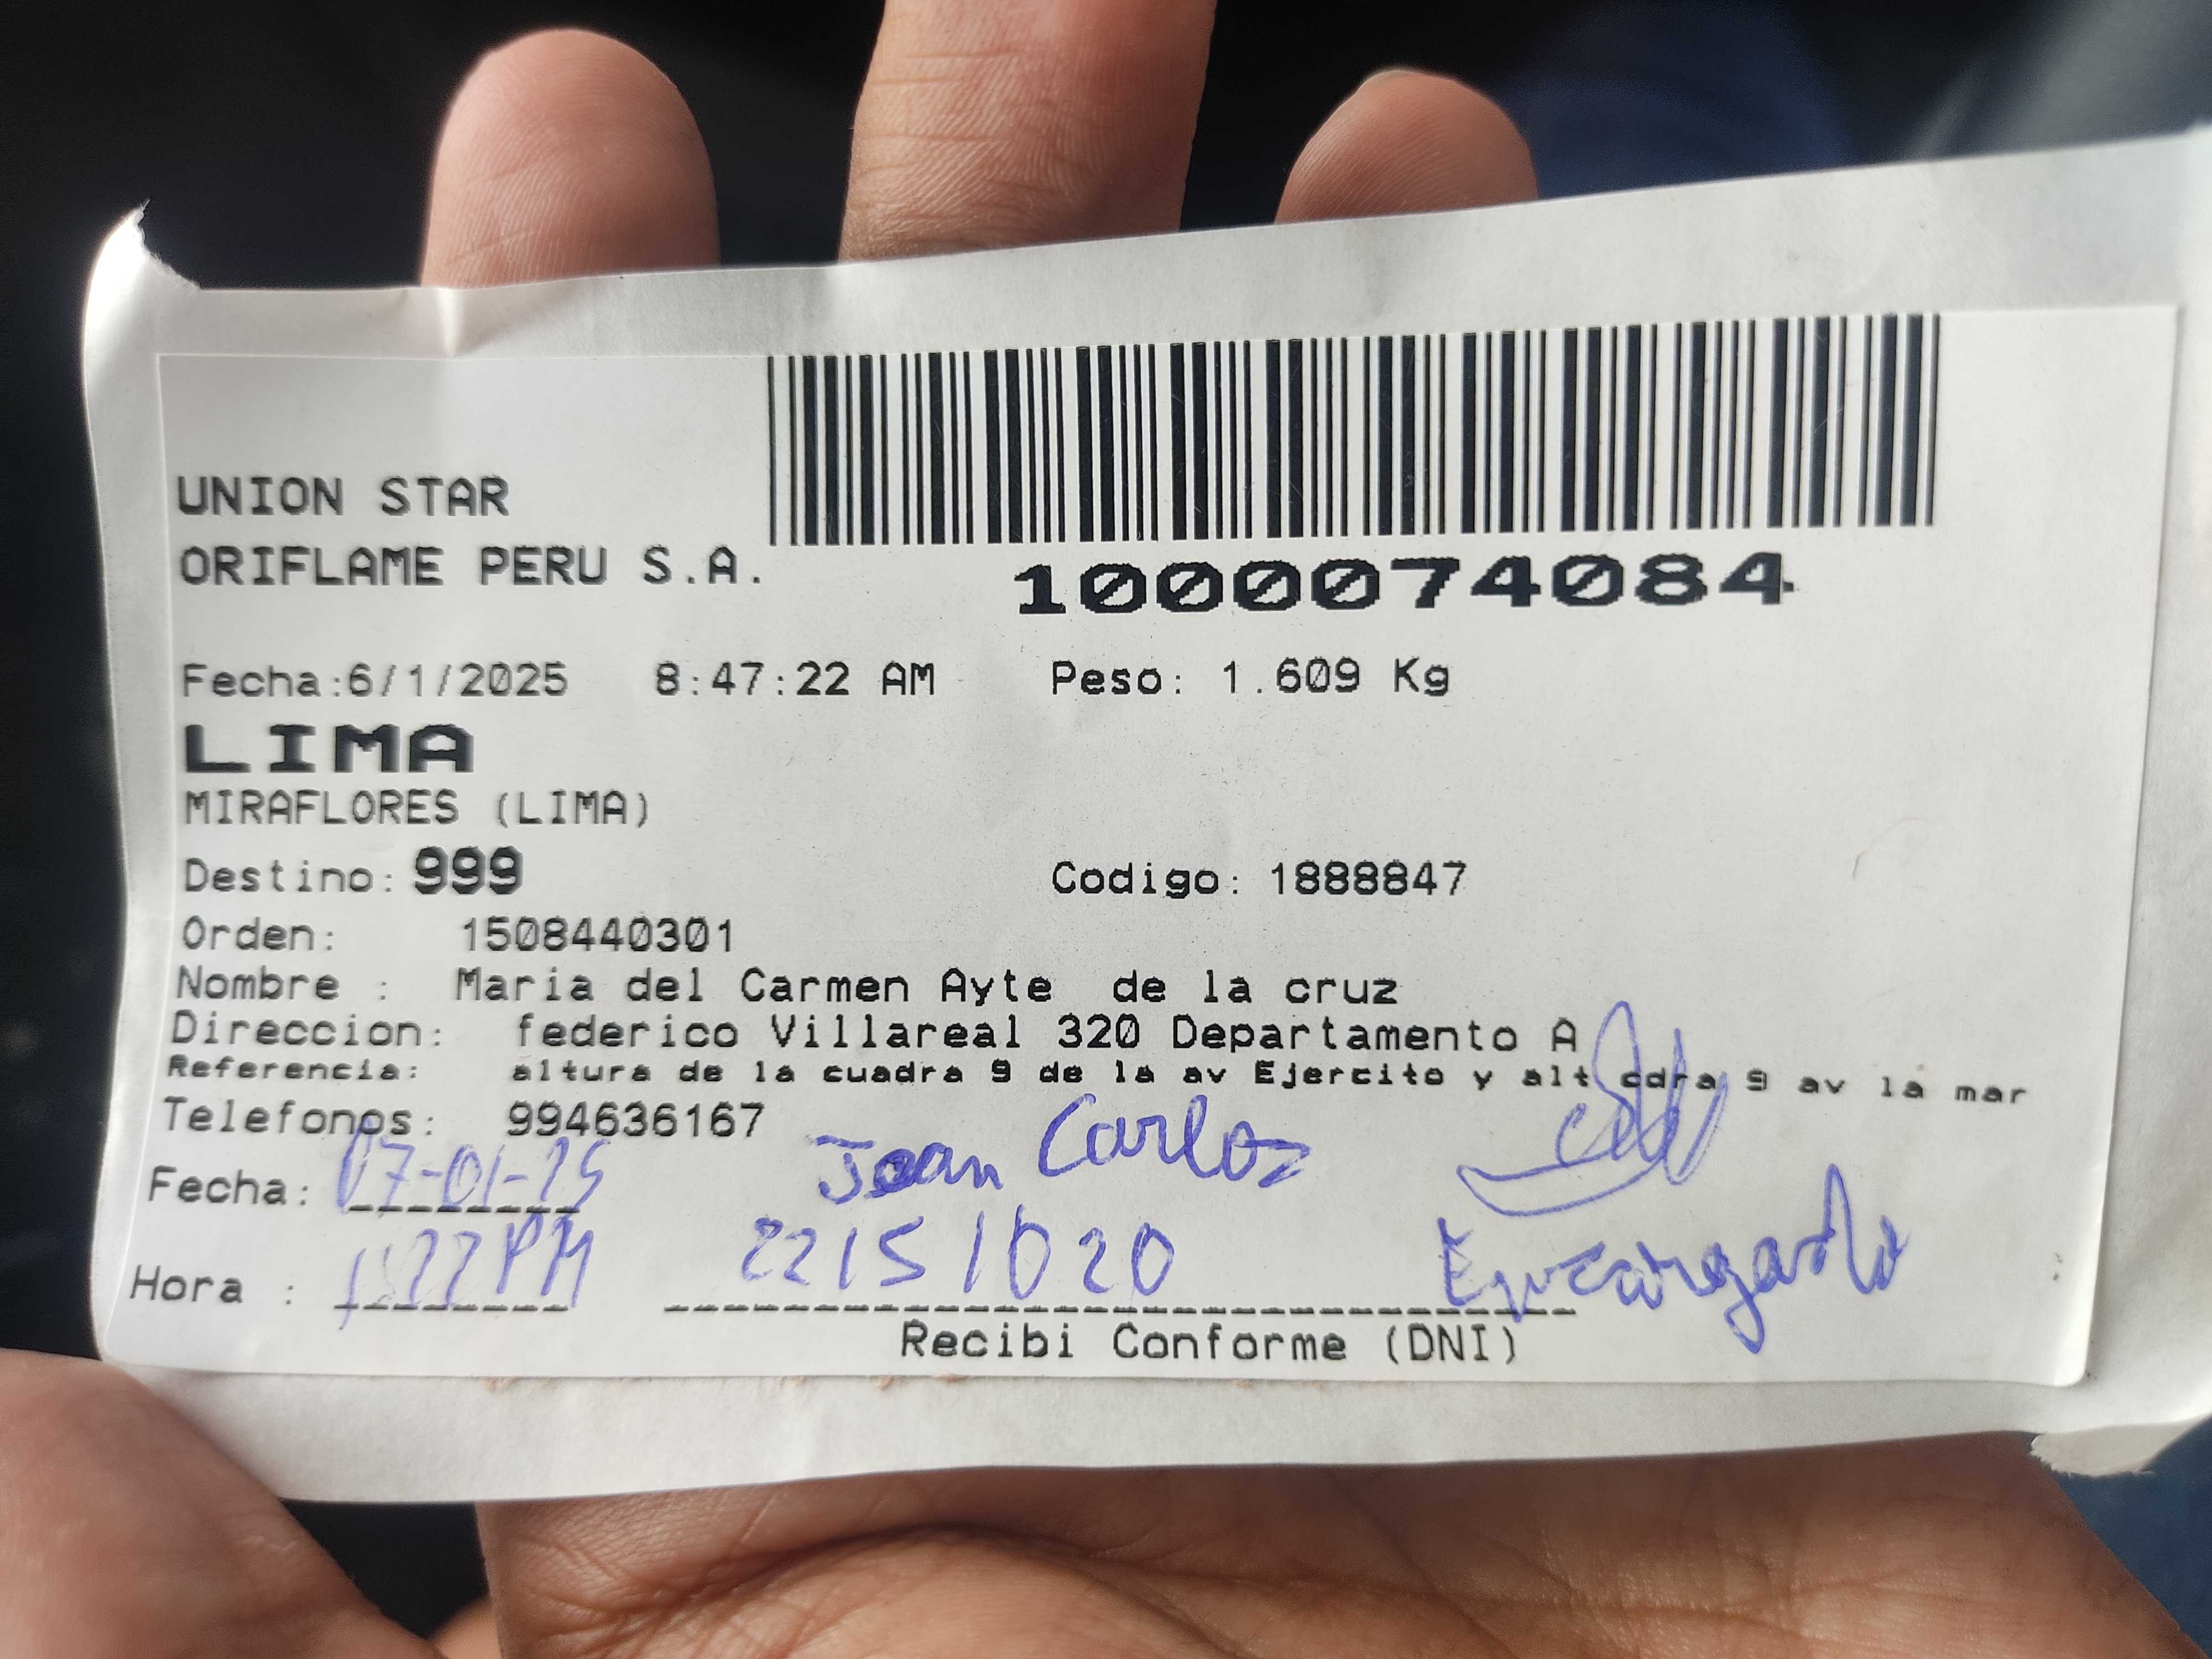 UNION STAR
ORIFLAME PERU S.A.
1000074084
Fecha:6/1/2025 8:47:22 AM Peso: 1.609 Kg
LIMA
MIRAFLORES (LIMA)
Destino: 999 Codigo: 1888847
Orden: 1508440301
Nombre : Maria del Carmen Ayte de la cruz
Direccion: federico Villareal 320 Departamento A
Referencia: altura de la cuadra 9 de la av Ejercito y alt cdra 9 av la mar
Telefonos: 994636167
Fecha: 07-01-25 Joan Carlos
Hora : 1:22 PM 22151020 Encargado
Recibi Conforme (DNI)